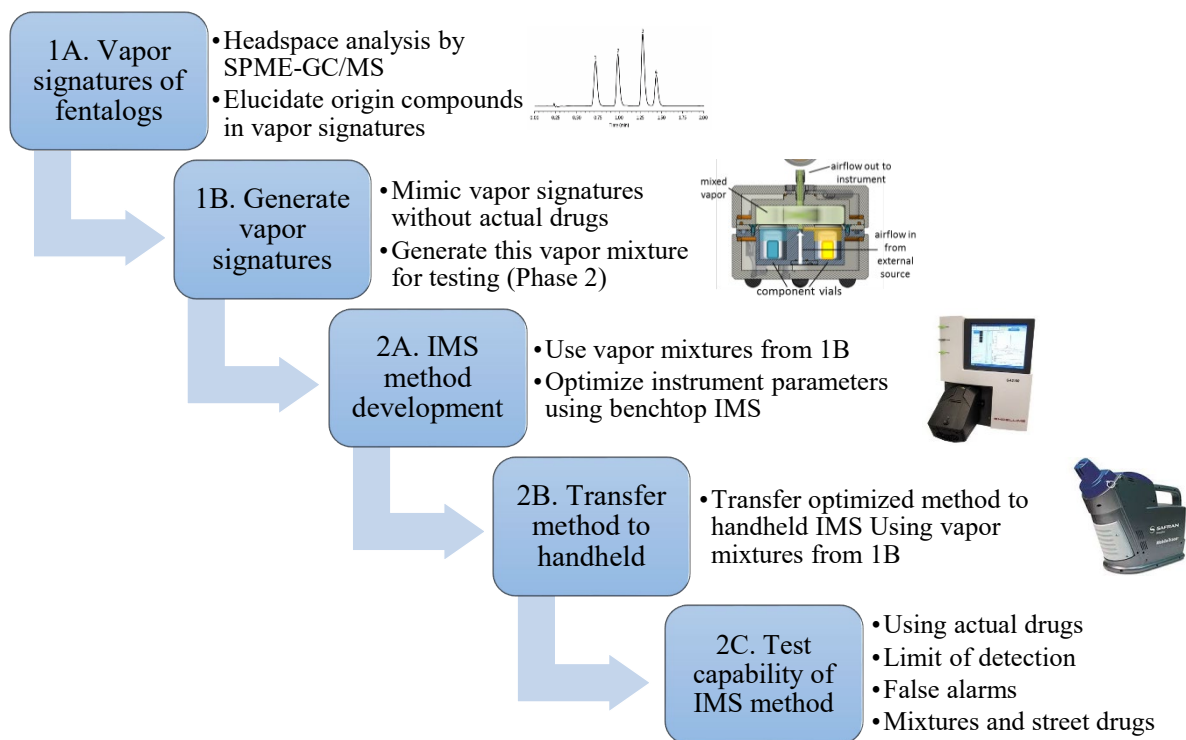 1A. Vapor
signatures of
fentalogs
•Headspace analysis by
SPME-GC/MS
•Elucidate origin compounds
in vapor signatures
Time (min)
1B. Generate
vapor
signatures
•Mimic vapor signatures
without actual drugs
•Generate this vapor mixture
for testing (Phase 2)
airflow out to
instrument
mixed
vapor
airflow in
from
external
source
component vials
2A. IMS
method
development
•Use vapor mixtures from 1B
•Optimize instrument parameters
using benchtop IMS
2B. Transfer
method to
handheld
•Transfer optimized method to
handheld IMS Using vapor
mixtures from 1B
SAFRAN
2C. Test
capability of
IMS method
•Using actual drugs
•Limit of detection
•False alarms
•Mixtures and street drugs